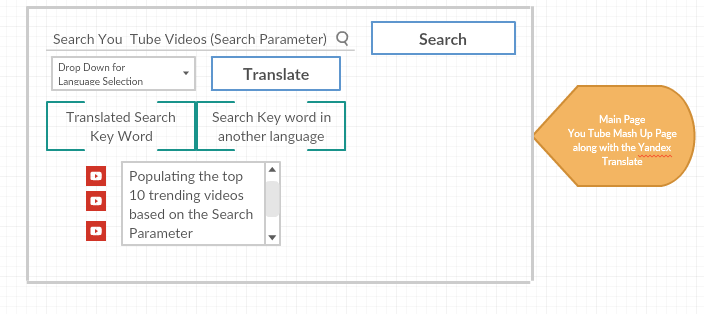 Search You Tube Videos (Search Parameter)
Search
Drop Down for
Language Selection
Translate
Translated Search
Key Word
Search Key word in
another language
Populating the top
10 trending videos
based on the Search
Parameter
Main Page
You Tube Mash Up Page
along with the Yandex
Translate